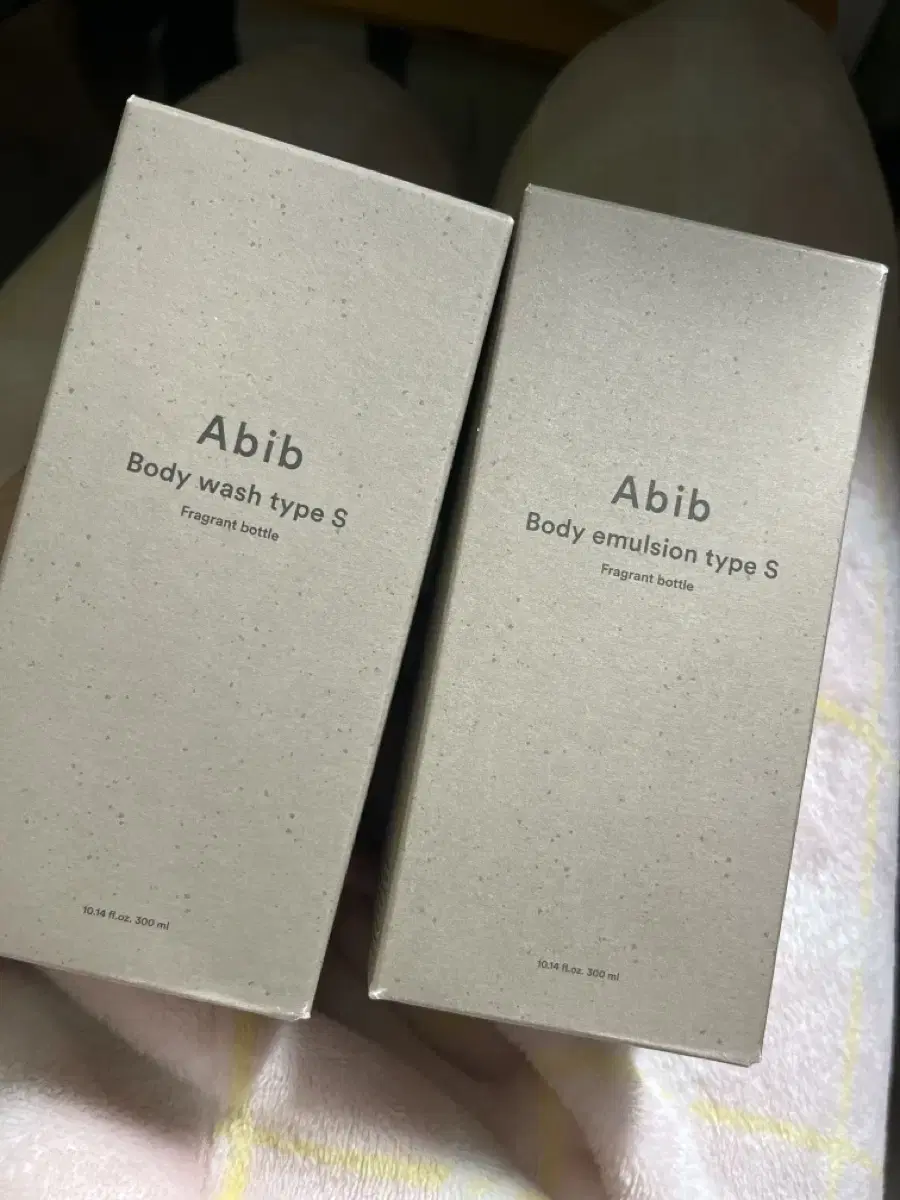 Abib
Body wash type S
Fragrant bottle
10.14 fl.oz. 300 ml
Abib
Body emulsion type S
Fragrant bottle
10.14 fl.oz. 300 ml